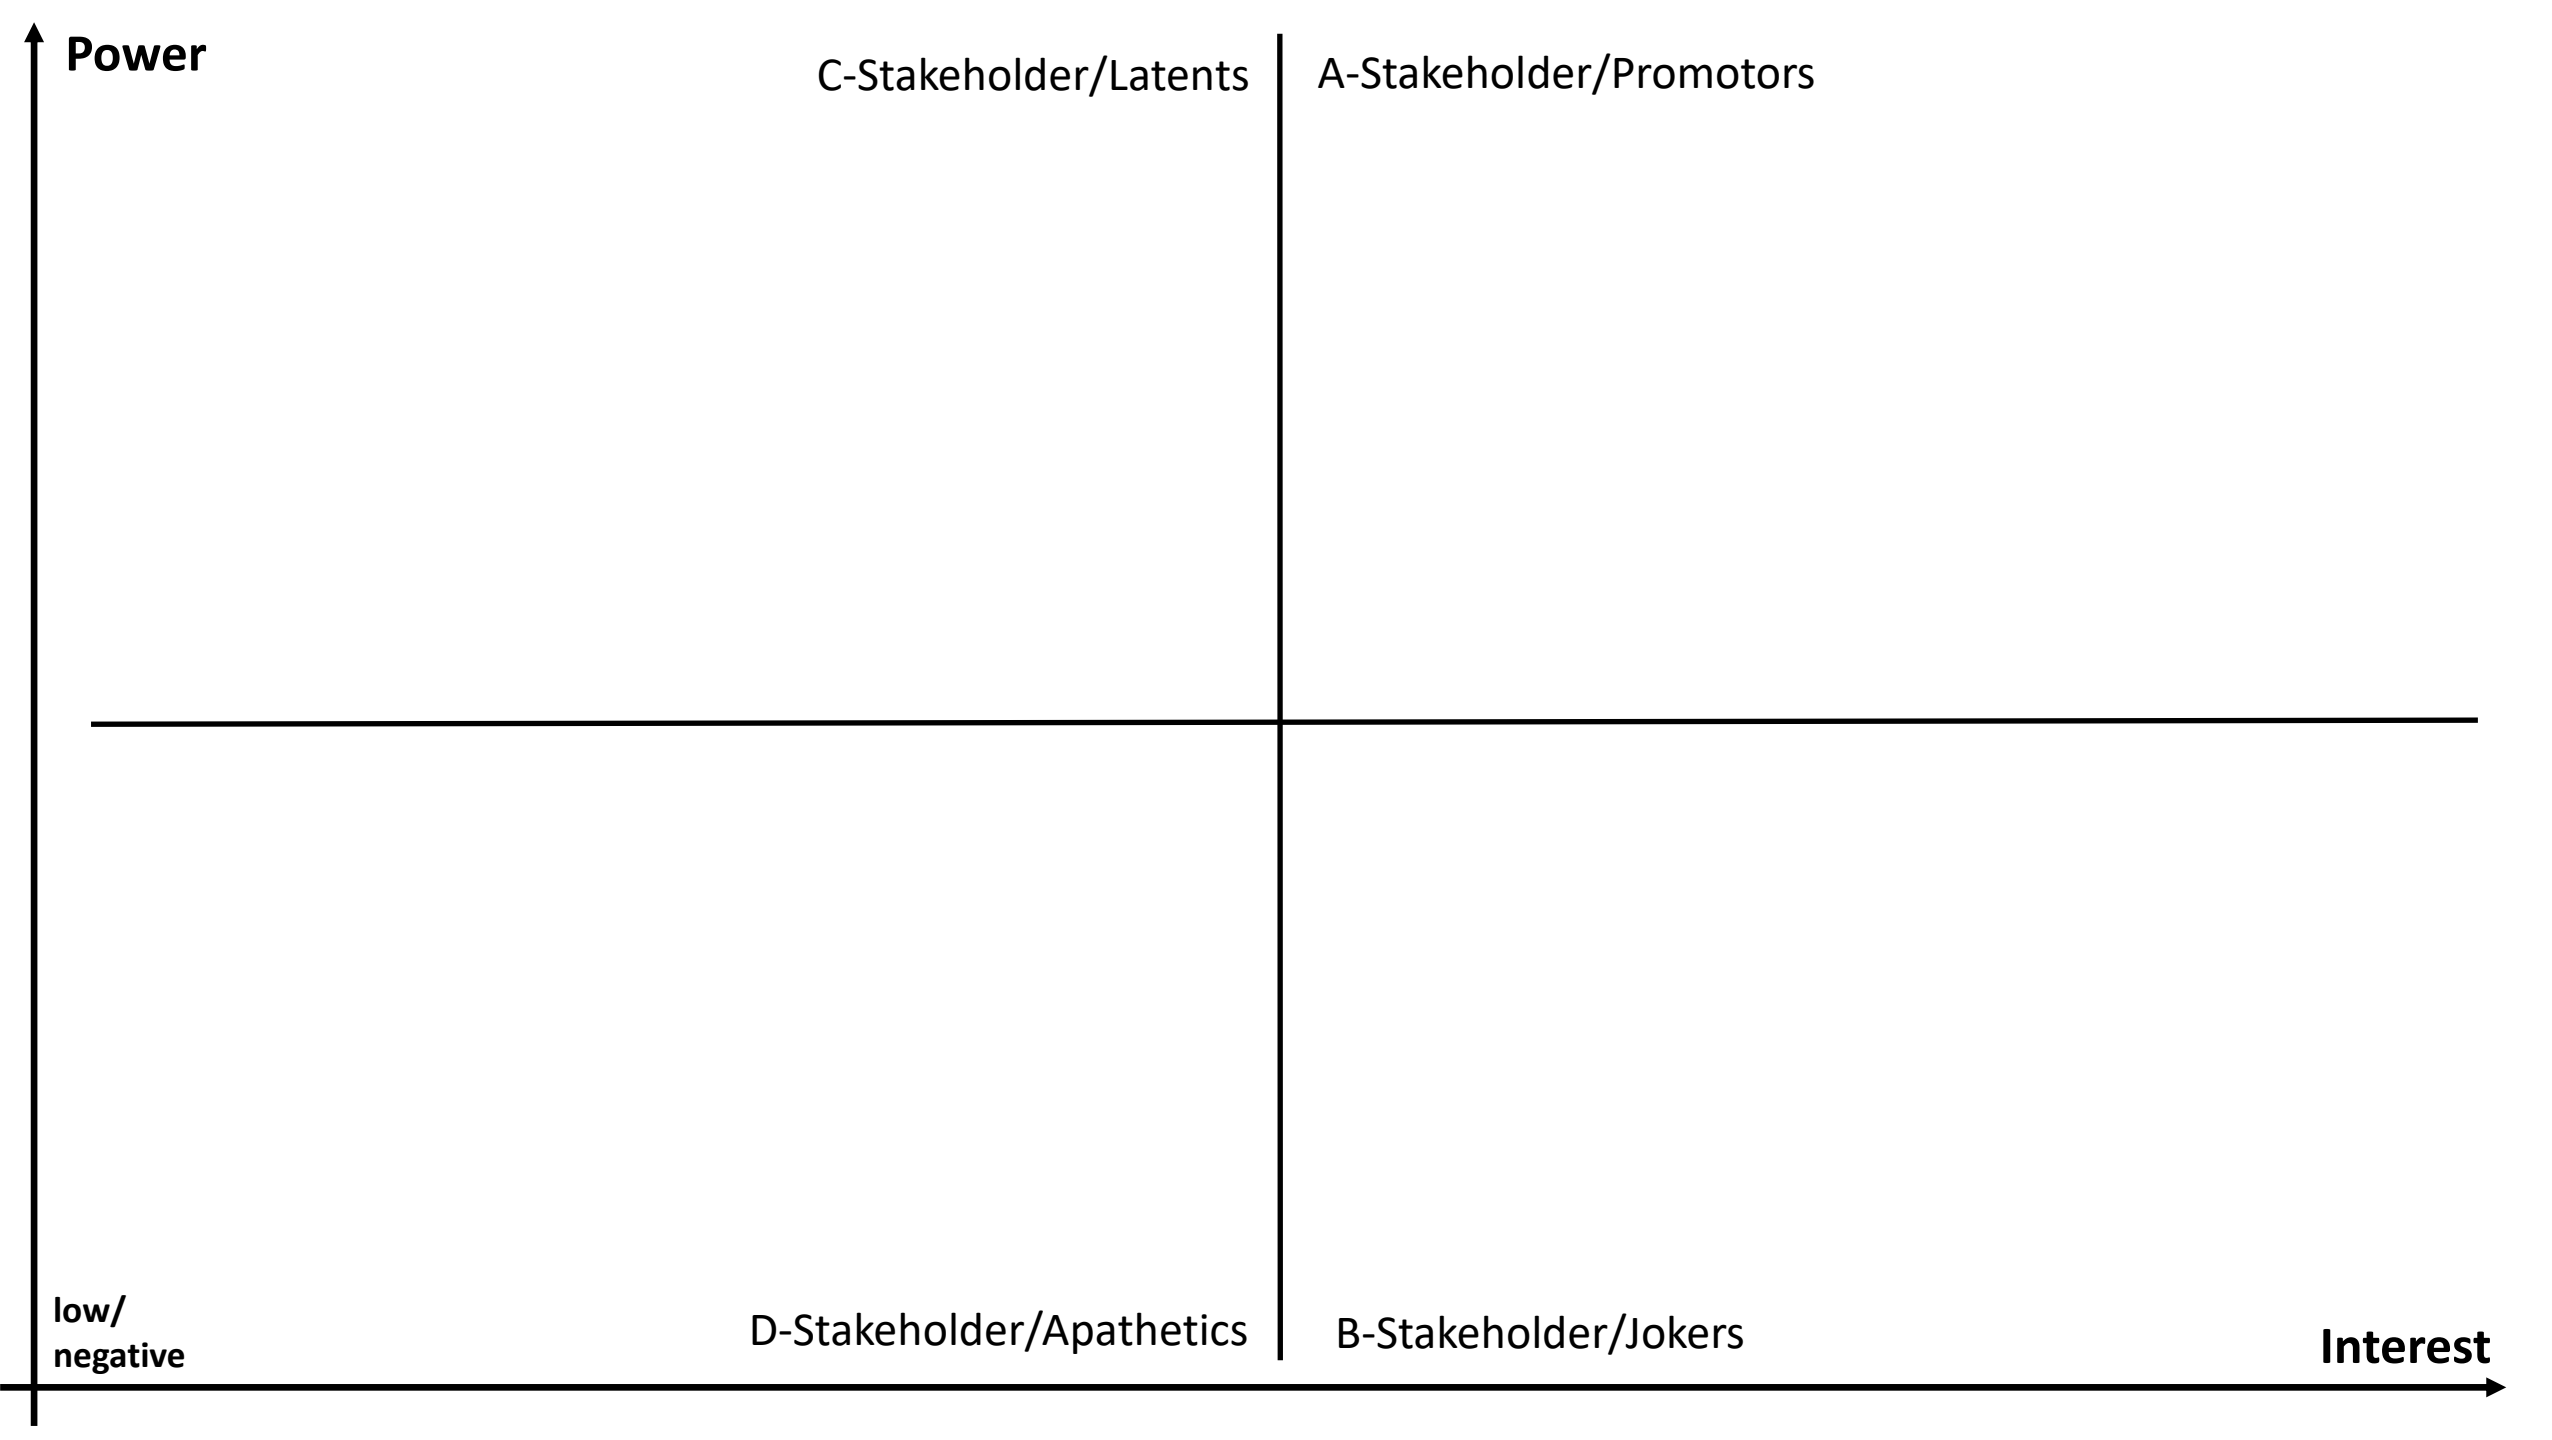 Power
C-Stakeholder/Latents
A-Stakeholder/Promotors
low/
negative
D-Stakeholder/Apathetics
B-Stakeholder/Jokers
Interest